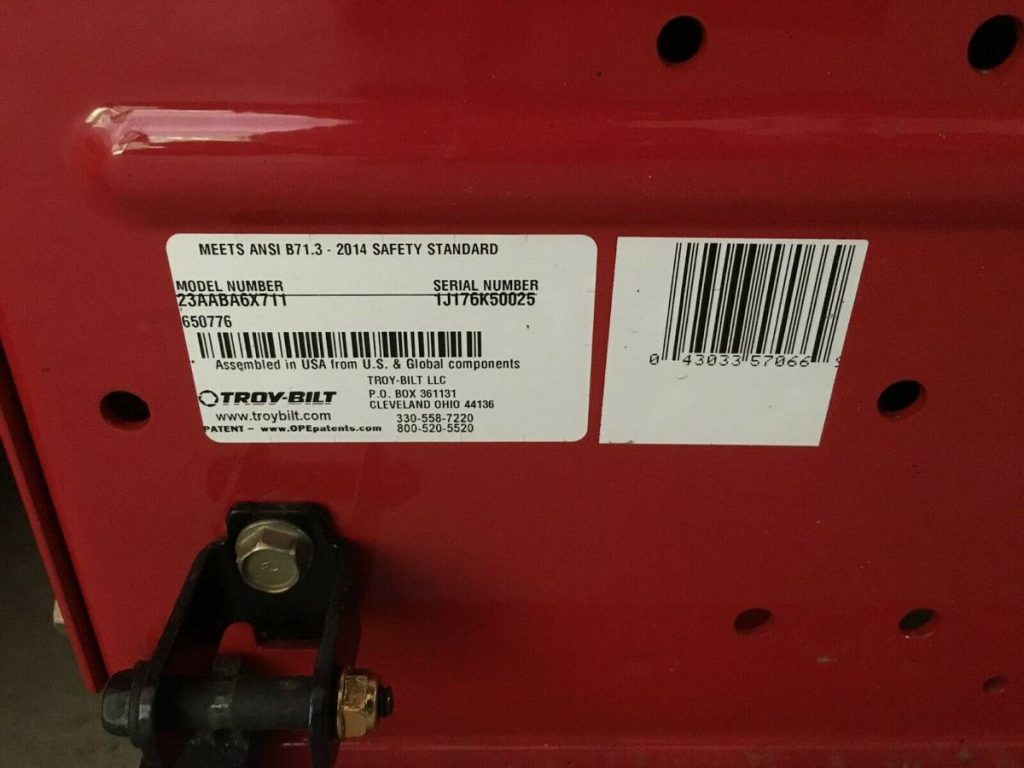 MEETS ANSI B71.3 - 2014 SAFETY STANDARD
MODEL NUMBER SERIAL NUMBER
23AABA6X711 1J176K50025
650776
Assembled in USA from U.S. & Global components
TROY-BILT LLC
TROY-BILT P.O. BOX 361131
CLEVELAND OHIO 44136
www.troybilt.com 330-558-7220
PATENT - www.OPEpatents.com 800-520-5520
0 43033 57066